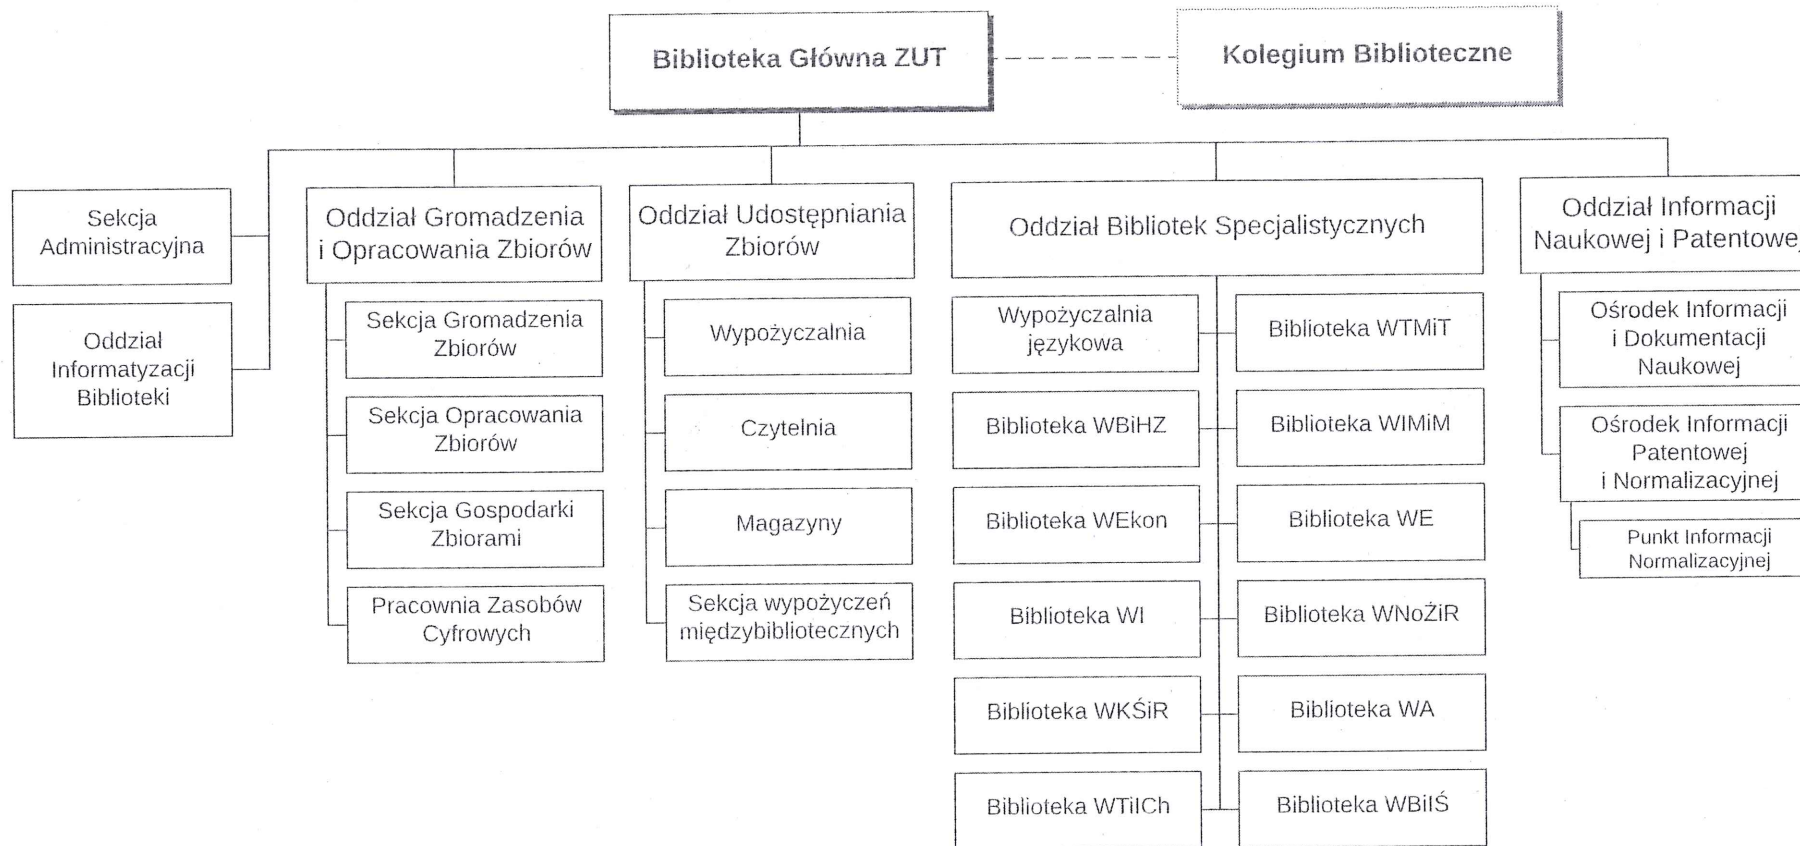 Biblioteka Główna ZUT
Kolegium Biblioteczne
Sekcja
Administracyjna
Oddział
Informatyzacji
Biblioteki
Oddział Gromadzenia
i Opracowania Zbiorów
Sekcja Gromadzenia
Zbiorów
Sekcja Opracowania
Zbiorów
Sekcja Gospodarki
Zbiorami
Pracownia Zasobów
Cyfrowych
Oddział Udostępniania
Zbiorów
Wypożyczalnia
Czytelnia
Magazyny
Sekcja wypożyczeń
międzybibliotecznych
Oddział Bibliotek Specjalistycznych
Wypożyczalnia
językowa
Biblioteka WBiHZ
Biblioteka WEkon
Biblioteka WI
Biblioteka WKŚiR
Biblioteka WTiICh
Biblioteka WTMiT
Biblioteka WIMiM
Biblioteka WE
Biblioteka WNoŻiR
Biblioteka WA
Biblioteka WBiIŚ
Oddział Informacji
Naukowej i Patentowej
Ośrodek Informacji
i Dokumentacji
Naukowej
Ośrodek Informacji
Patentowej
i Normalizacyjnej
Punkt Informacji
Normalizacyjnej